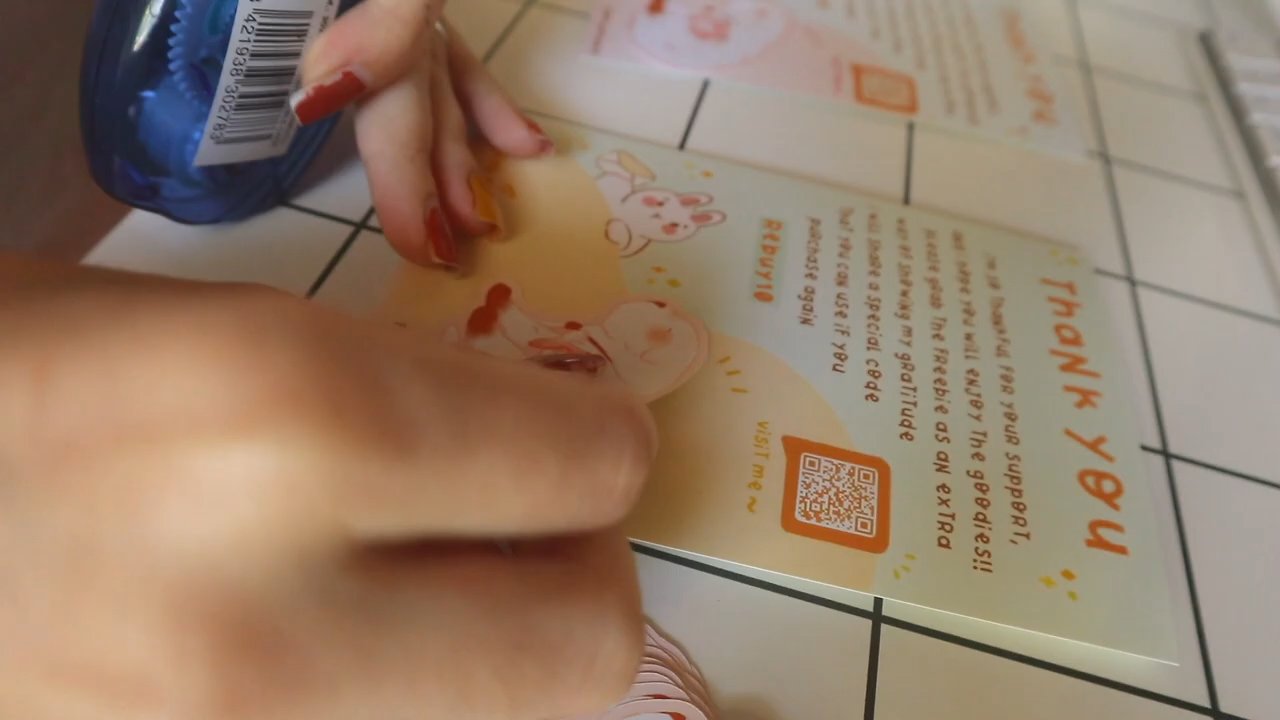 THANK YOU
I'm so thankful for your support,
and I hope you will enjoy the goodies!!
please grab the freebie as an extra
way of showing my gratitude
will share a special code
that you can use if you
purchase again
REBUY10
visit me ~
421938 302783